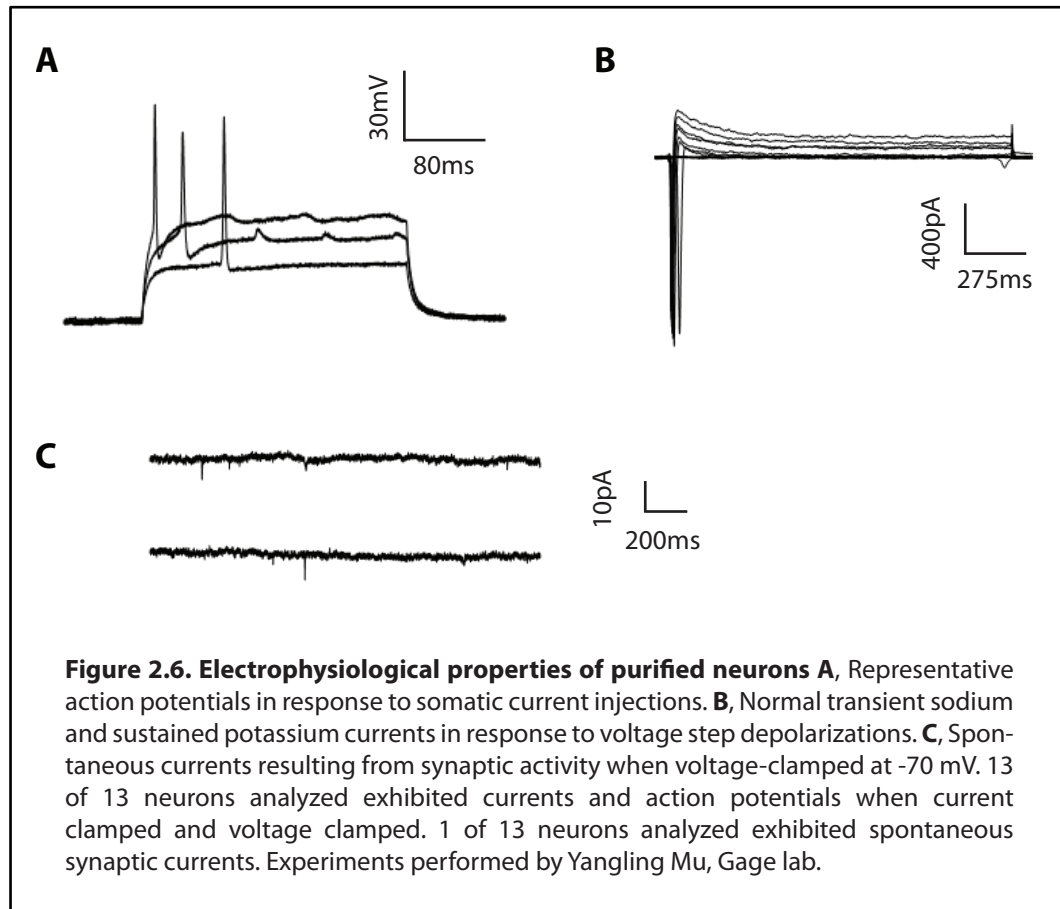 A
30mV
80ms
B
400pA
275ms
C
10pA
200ms
Figure 2.6. Electrophysiological properties of purified neurons A, Representative
action potentials in response to somatic current injections. B, Normal transient sodium
and sustained potassium currents in response to voltage step depolarizations. C, Spon-
taneous currents resulting from synaptic activity when voltage-clamped at -70 mV. 13
of 13 neurons analyzed exhibited currents and action potentials when current
clamped and voltage clamped. 1 of 13 neurons analyzed exhibited spontaneous
synaptic currents. Experiments performed by Yangling Mu, Gage lab.